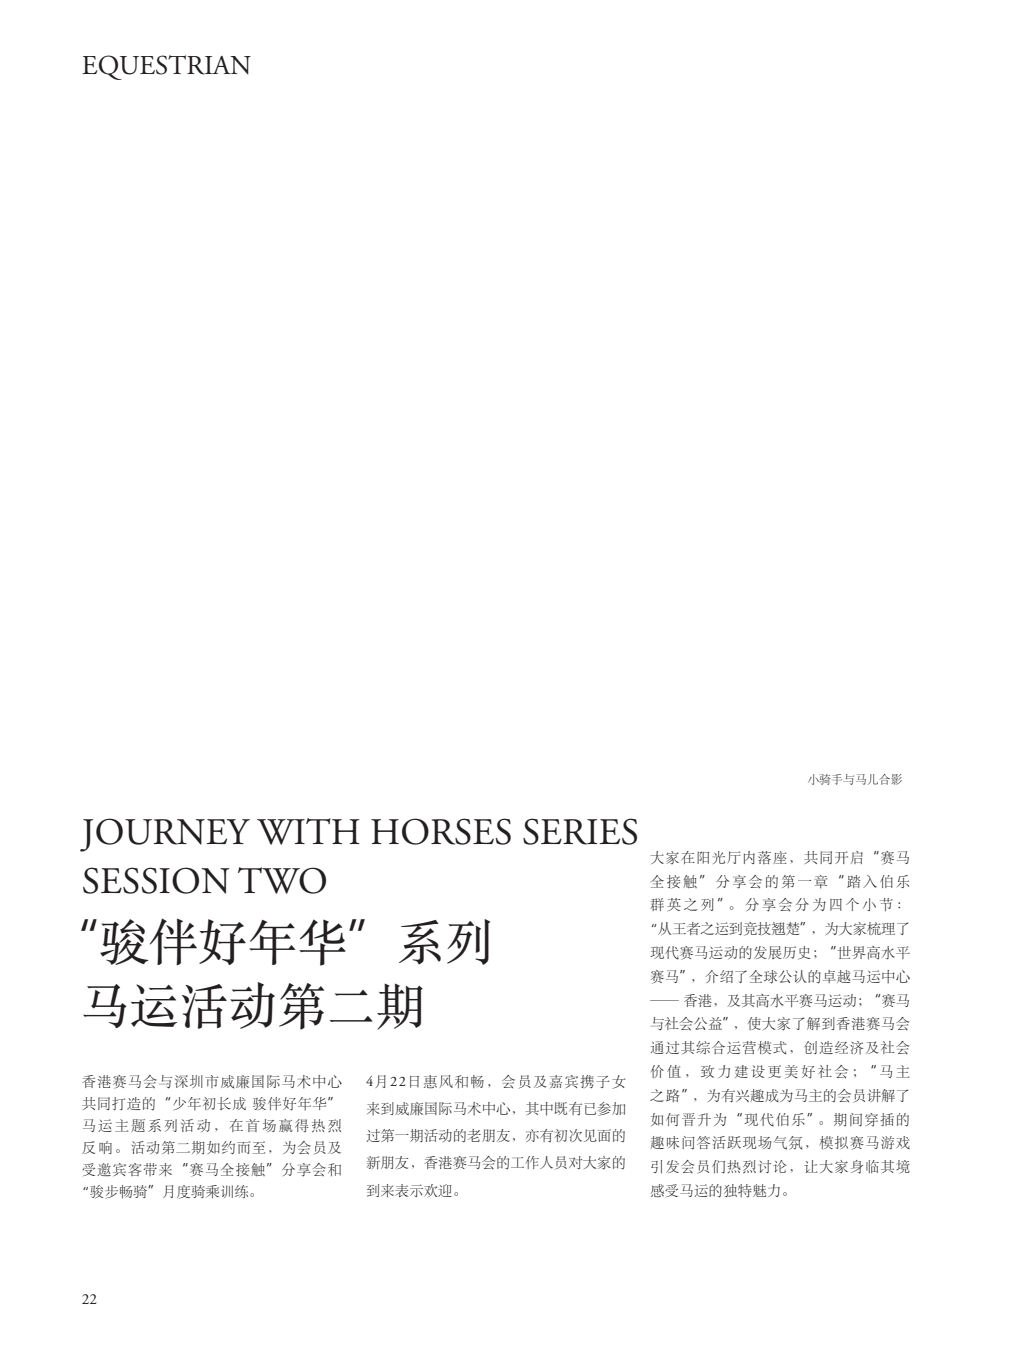 EQUESTRIAN
小骑手与马儿合影
JOURNEY WITH HORSES SERIES
SESSION TWO
“骏伴好年华”系列
马运活动第二期
香港赛马会与深圳市威廉国际马术中心
共同打造的“少年初长成 骏伴好年华”
马运主题系列活动，在首场赢得热烈
反响。活动第二期如约而至，为会员及
受邀宾客带来“赛马全接触”分享会和
“骏步畅骑”月度骑乘训练。
4月22日惠风和畅，会员及嘉宾携子女
来到威廉国际马术中心，其中既有已参加
过第一期活动的老朋友，亦有初次见面的
新朋友，香港赛马会的工作人员对大家的
到来表示欢迎。
大家在阳光厅内落座，共同开启“赛马
全接触”分享会的第一章“踏入伯乐
群英之列”。分享会分为四个小节：
“从王者之运到竞技翘楚”，为大家梳理了
现代赛马运动的发展历史；“世界高水平
赛马”，介绍了全球公认的卓越马运中心
—— 香港，及其高水平赛马运动；“赛马
与社会公益”，使大家了解到香港赛马会
通过其综合运营模式，创造经济及社会
价值，致力建设更美好社会；“马主
之路”，为有兴趣成为马主的会员讲解了
如何晋升为“现代伯乐”。期间穿插的
趣味问答活跃现场气氛，模拟赛马游戏
引发会员们热烈讨论，让大家身临其境
感受马运的独特魅力。
22